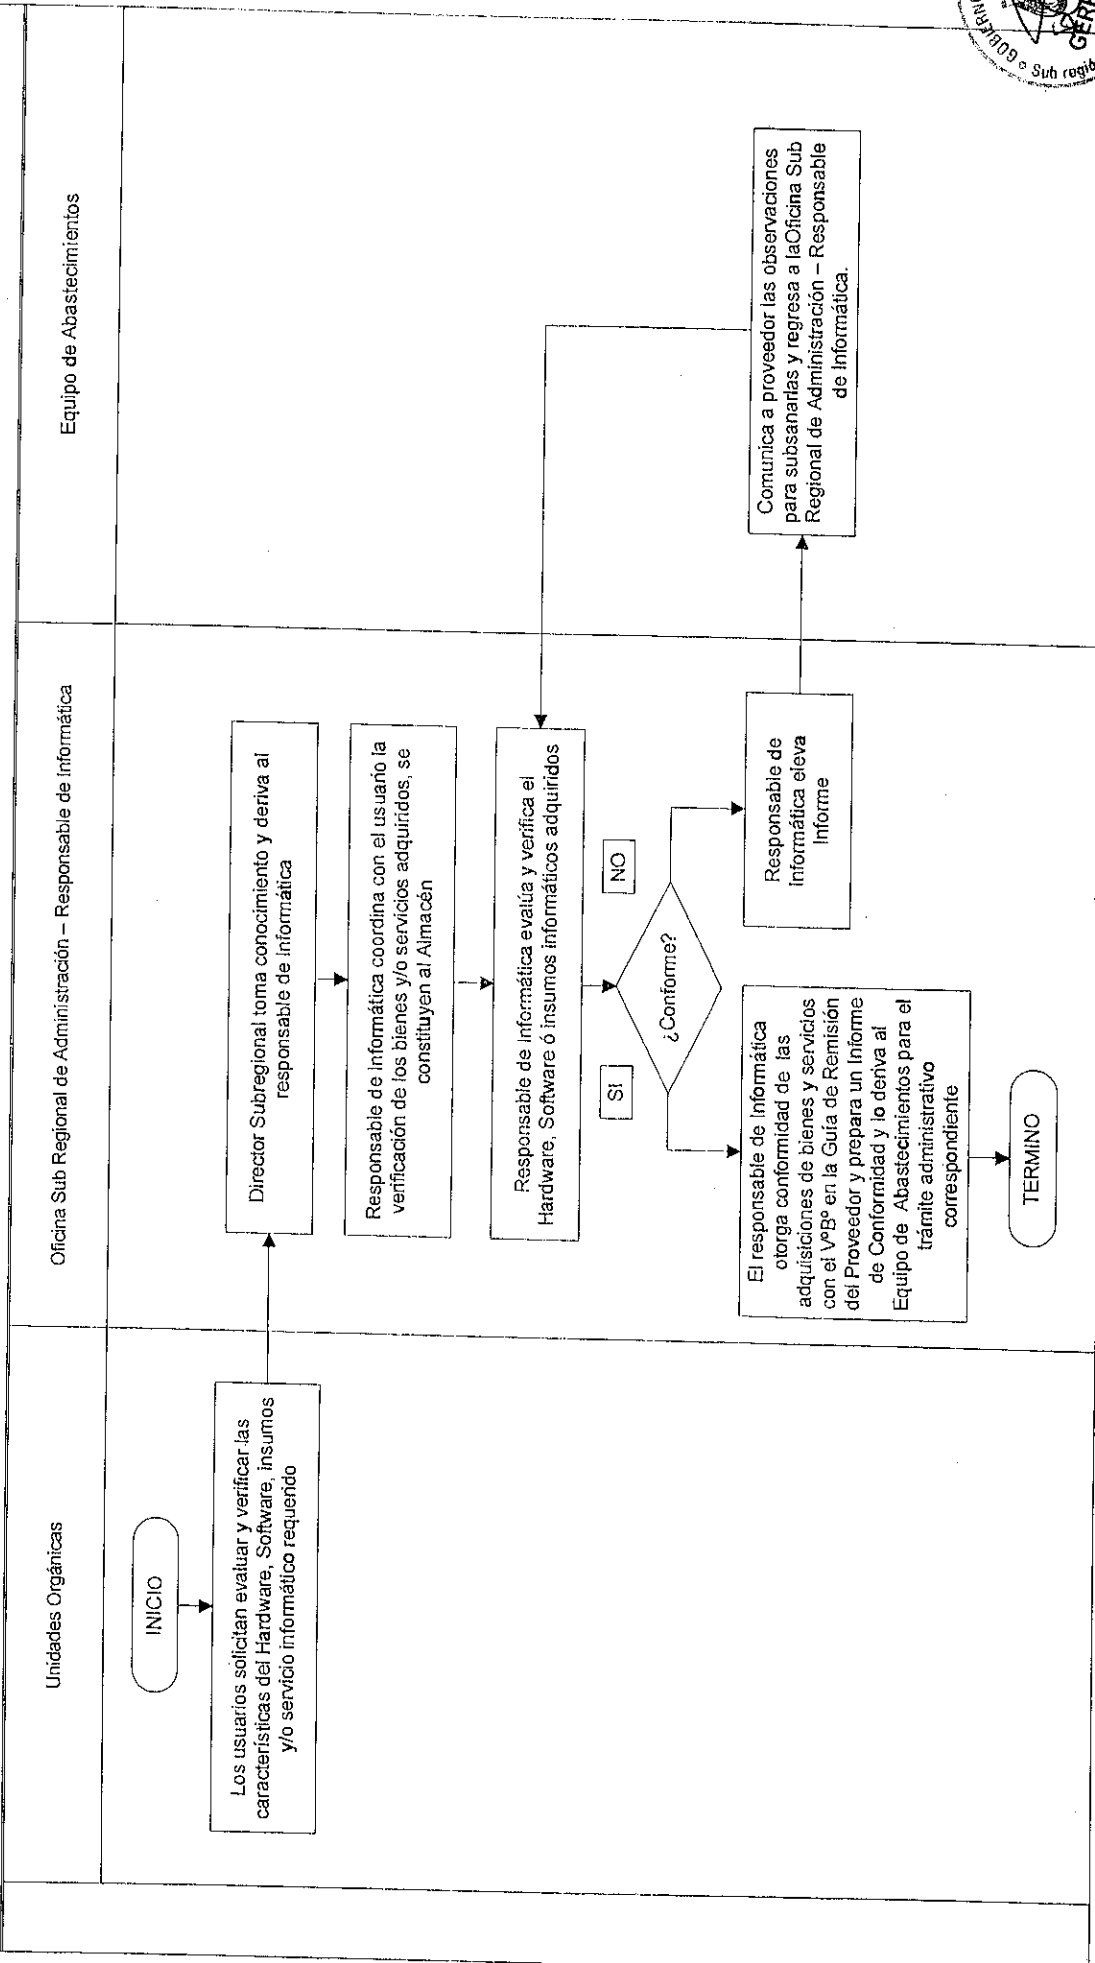 Unidades Orgánicas
Oficina Sub Regional de Administración – Responsable de Informática
Equipo de Abastecimientos
INICIO
Los usuarios solicitan evaluar y verificar las
características del Hardware, Software, insumos
y/o servicio informático requerido
Director Subregional toma conocimiento y deriva al
responsable de Informática
Responsable de Informática coordina con el usuario la
verificación de los bienes y/o servicios adquiridos, se
constituyen al Almacén
Responsable de Informática evalúa y verifica el
Hardware, Software ó insumos informáticos adquiridos
SI
¿Conforme?
NO
El responsable de Informática
otorga conformidad de las
adquisiciones de bienes y servicios
con el VºBº en la Guía de Remisión
del Proveedor y prepara un Informe
de Conformidad y lo deriva al
Equipo de Abastecimientos para el
trámite administrativo
correspondiente
TERMINO
Responsable de
Informática eleva
Informe
Comunica a proveedor las observaciones
para subsanarlas y regresa a laOficina Sub
Regional de Administración – Responsable
de Informática.
Sub